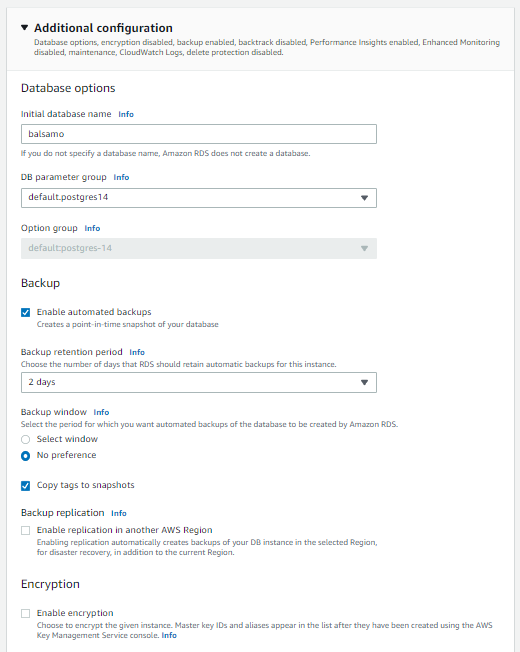 Additional configuration
Database options, encryption disabled, backup enabled, backtrack disabled, Performance Insights enabled, Enhanced Monitoring
disabled, maintenance, CloudWatch Logs, delete protection disabled.
Database options
Initial database name Info
balsamo
If you do not specify a database name, Amazon RDS does not create a database.
DB parameter group Info
default.postgres14
Option group Info
default:postgres-14
Backup
Enable automated backups
Creates a point-in-time snapshot of your database
Backup retention period Info
Choose the number of days that RDS should retain automatic backups for this instance.
2 days
Backup window Info
Select the period for which you want automated backups of the database to be created by Amazon RDS.
Select window
No preference
Copy tags to snapshots
Backup replication Info
Enable replication in another AWS Region
Enabling replication automatically creates backups of your DB instance in the selected Region,
for disaster recovery, in addition to the current Region.
Encryption
Enable encryption
Choose to encrypt the given instance. Master key IDs and aliases appear in the list after they have been created using the AWS
Key Management Service console. Info